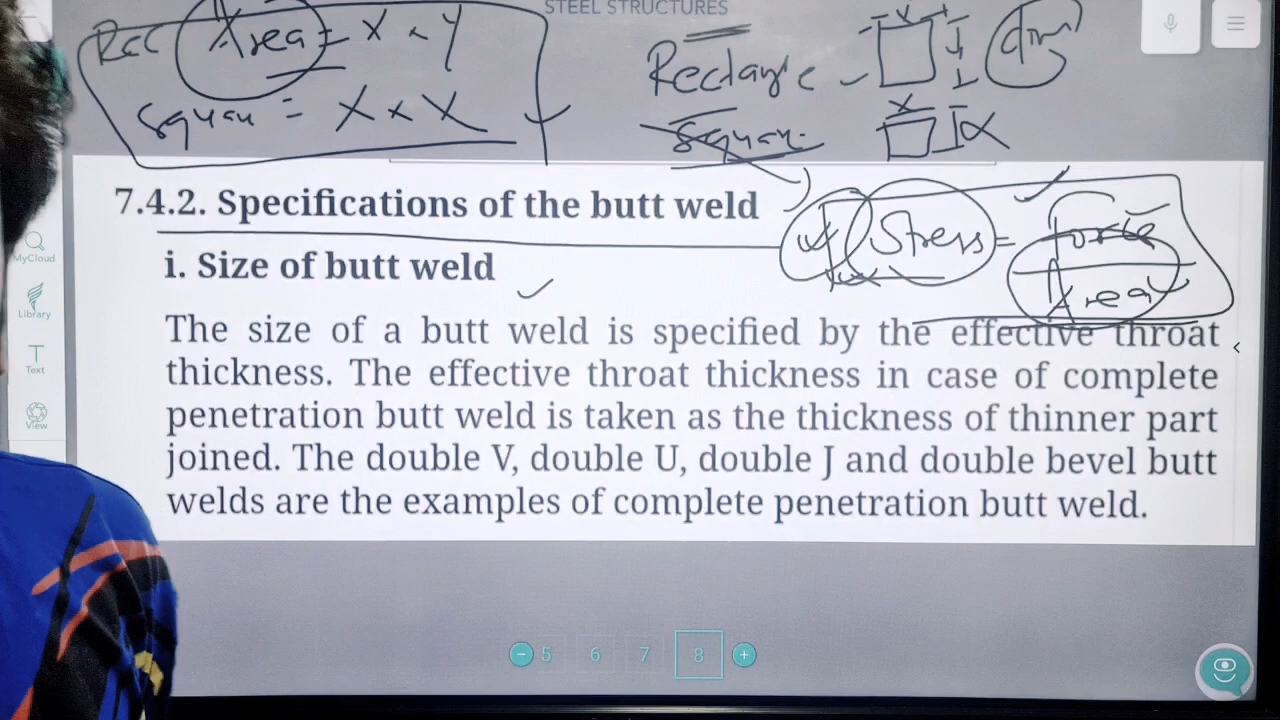 STEEL STRUCTURES
Rec Area = X × Y
Square = X × X
Rectangle
X
dim
Square
X
X
7.4.2. Specifications of the butt weld
Stress = force
Area
i. Size of butt weld
The size of a butt weld is specified by the effective throat
thickness. The effective throat thickness in case of complete
penetration butt weld is taken as the thickness of thinner part
joined. The double V, double U, double J and double bevel butt
welds are the examples of complete penetration butt weld.
MyCloud
Library
T
Text
View
5 6 7 8